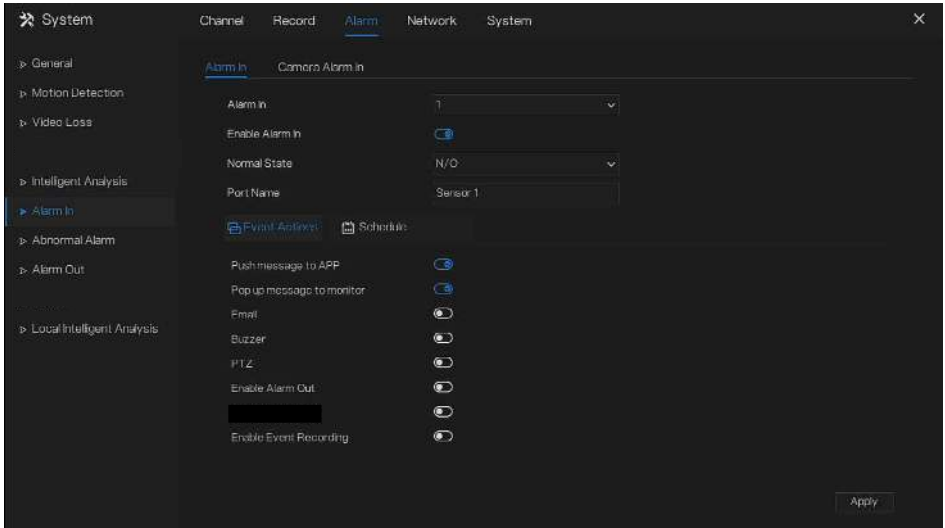 System
Channel Record Alarm Network System
General
Motion Detection
Video Loss
Intelligent Analysis
Alarm In
Abnormal Alarm
Alarm Out
Local Intelligent Analysis
Alarm In Camera Alarm In
Alarm In 1
Enable Alarm In
Normal State N/O
Port Name Sensor 1
Event Actions Schedule
Push message to APP
Pop up message to monitor
Email
Buzzer
PTZ
Enable Alarm Out
Enable Event Recording
Apply